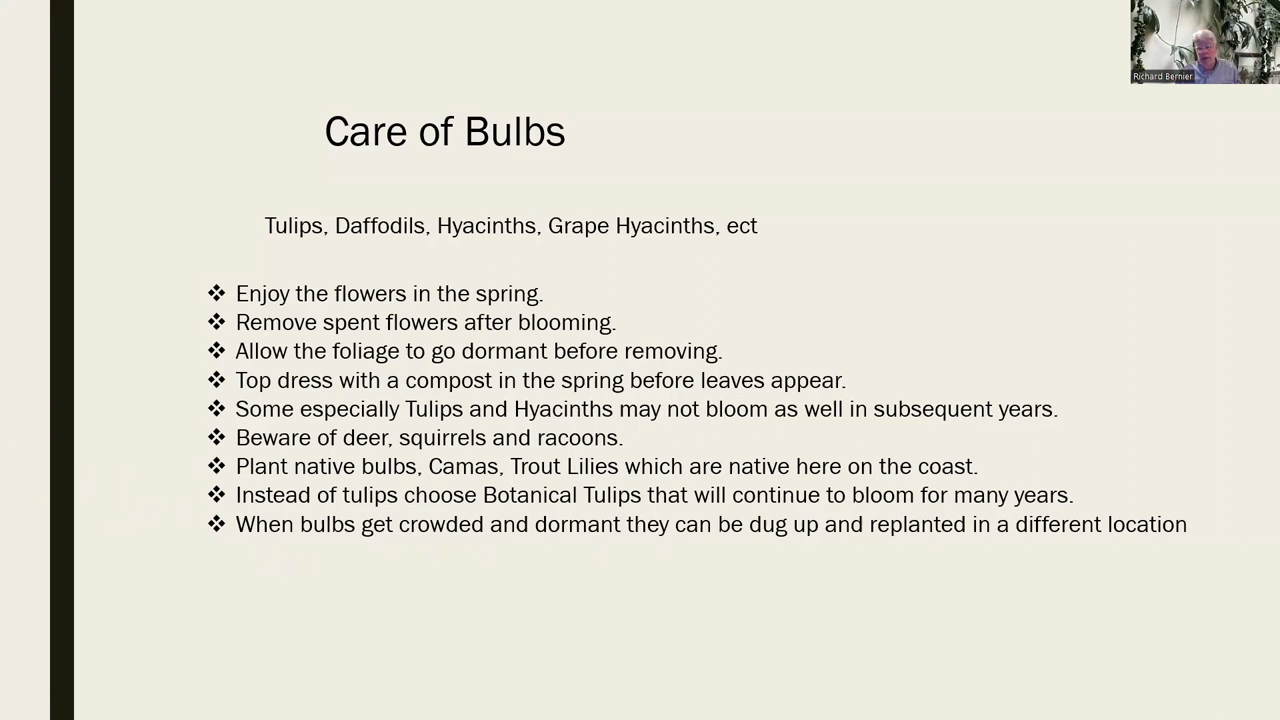 Richard Bernier
Care of Bulbs
Tulips, Daffodils, Hyacinths, Grape Hyacinths, ect
❖ Enjoy the flowers in the spring.
❖ Remove spent flowers after blooming.
❖ Allow the foliage to go dormant before removing.
❖ Top dress with a compost in the spring before leaves appear.
❖ Some especially Tulips and Hyacinths may not bloom as well in subsequent years.
❖ Beware of deer, squirrels and racoons.
❖ Plant native bulbs, Camas, Trout Lilies which are native here on the coast.
❖ Instead of tulips choose Botanical Tulips that will continue to bloom for many years.
❖ When bulbs get crowded and dormant they can be dug up and replanted in a different location